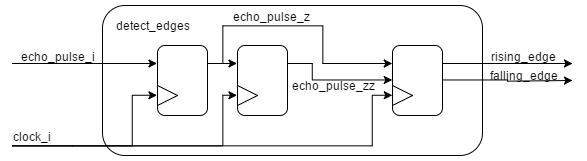 echo_pulse_z
detect_edges
echo_pulse_i
rising_edge
falling_edge
echo_pulse_zz
clock_i